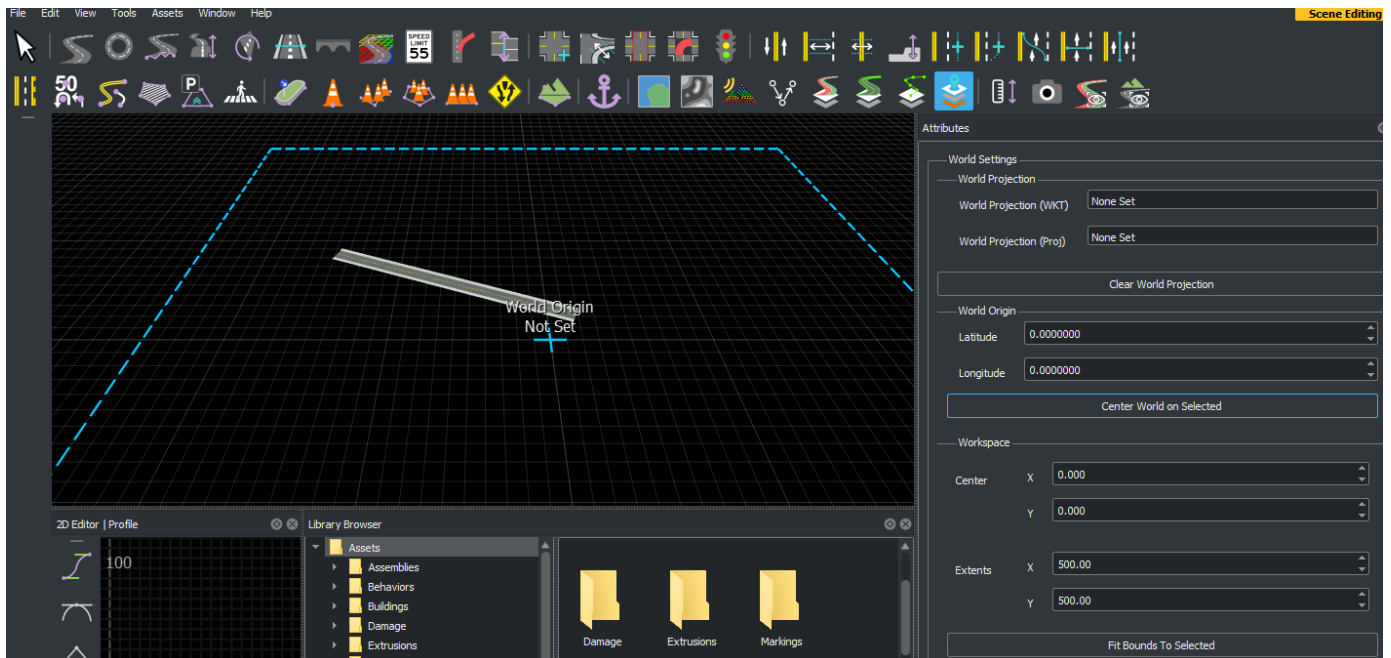 File Edit View Tools Assets Window Help
Scene Editing
SPEED
LIMIT
55
50
P
Attributes
World Settings
World Projection
World Projection (WKT) None Set
World Projection (Proj) None Set
Clear World Projection
World Origin
Latitude 0.0000000
Longitude 0.0000000
Center World on Selected
Workspace
Center X 0.000
Y 0.000
Extents X 500.00
Y 500.00
Fit Bounds To Selected
World Origin
Not Set
2D Editor | Profile
100
Library Browser
Assets
Assemblies
Behaviors
Buildings
Damage
Extrusions
Damage Extrusions Markings